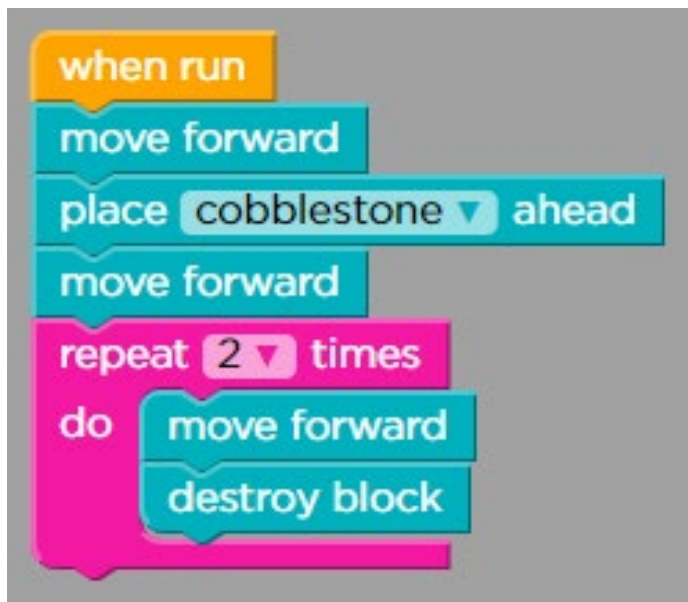 when run
move forward
place cobblestone ahead
move forward
repeat 2 times
do move forward
destroy block